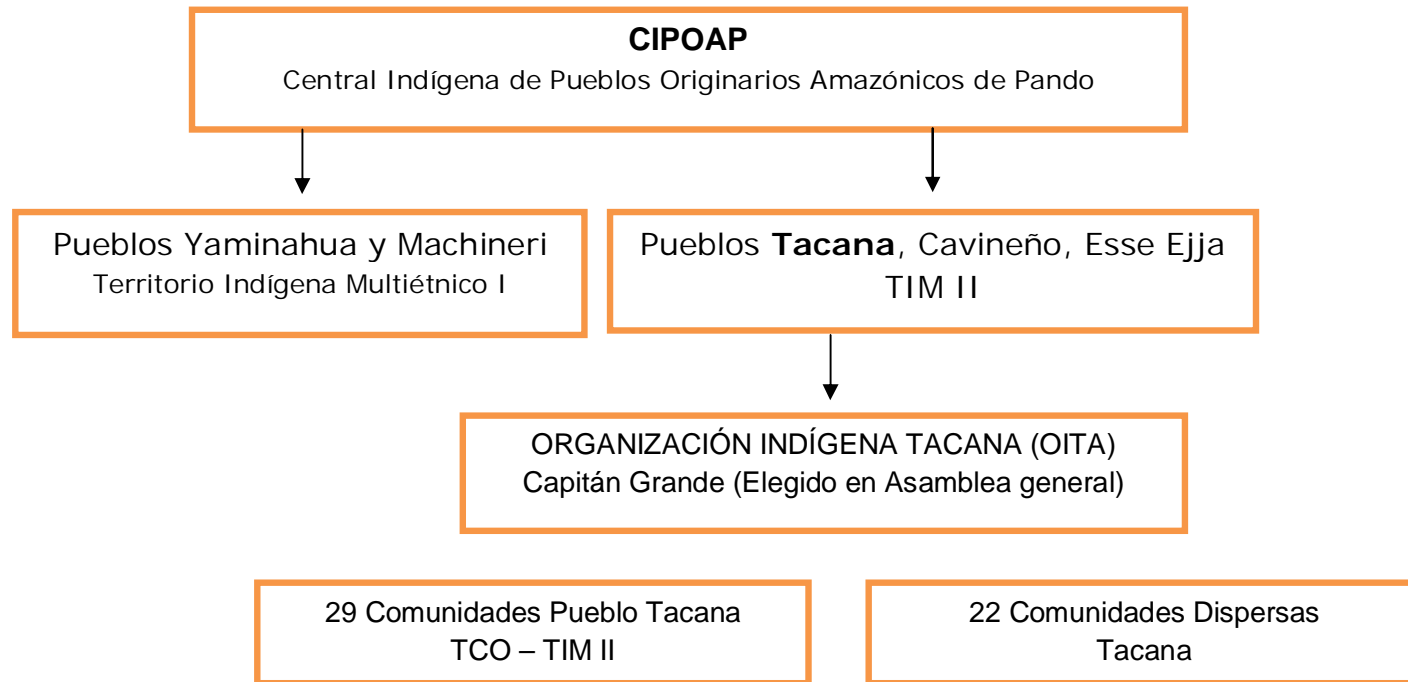 CIPOAP
Central Indígena de Pueblos Originarios Amazónicos de Pando
Pueblos Yaminahua y Machineri
Territorio Indígena Multiétnico I
Pueblos Tacana, Cavineño, Esse Ejja
TIM II
ORGANIZACIÓN INDÍGENA TACANA (OITA)
Capitán Grande (Elegido en Asamblea general)
29 Comunidades Pueblo Tacana
TCO – TIM II
22 Comunidades Dispersas
Tacana